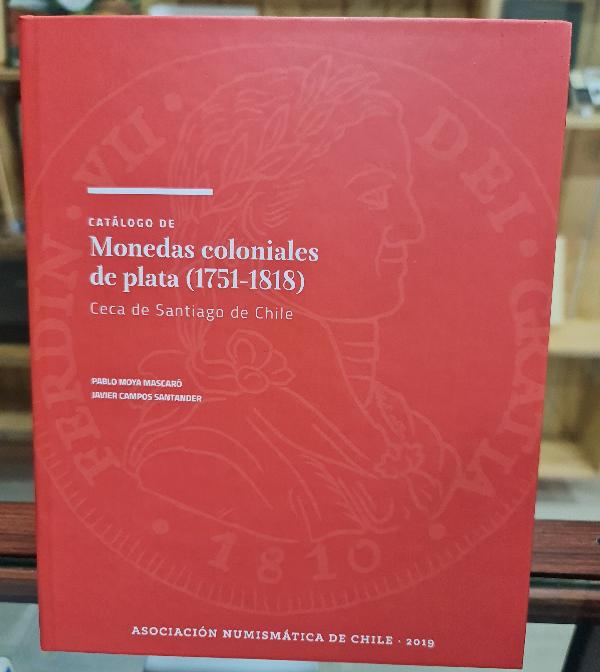 CATÁLOGO DE
Monedas coloniales
de plata (1751-1818)
Ceca de Santiago de Chile
PABLO MOYA MASCARÓ
JAVIER CAMPOS SANTANDER
FERDIN · VII · DEI · GRATIA
· 1810 ·
ASOCIACIÓN NUMISMÁTICA DE CHILE · 2019